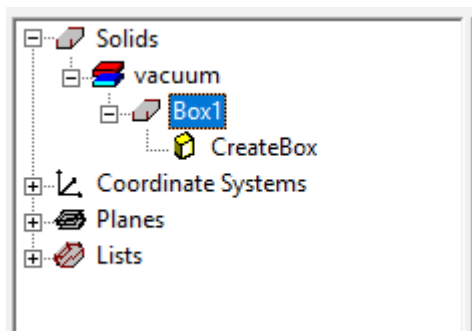 Solids
vacuum
Box1
CreateBox
Coordinate Systems
Planes
Lists